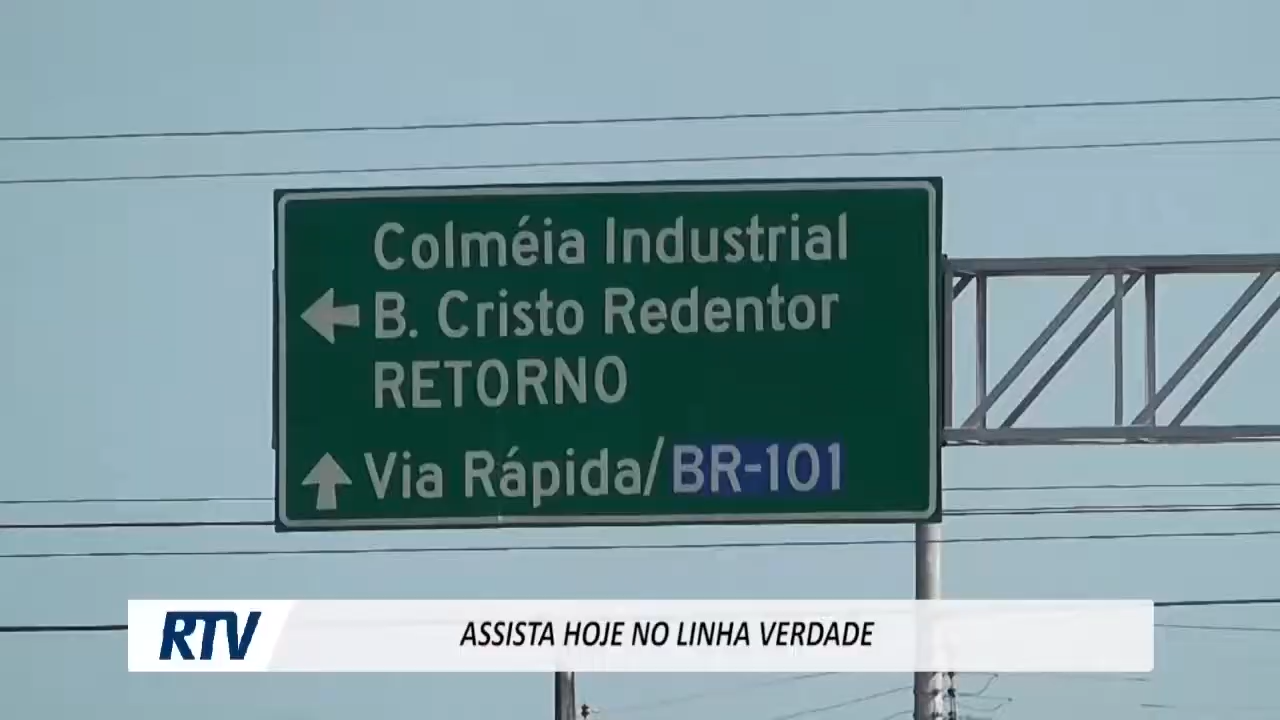 Colméia Industrial
B. Cristo Redentor
RETORNO
Via Rápida/BR-101
RTV ASSISTA HOJE NO LINHA VERDADE